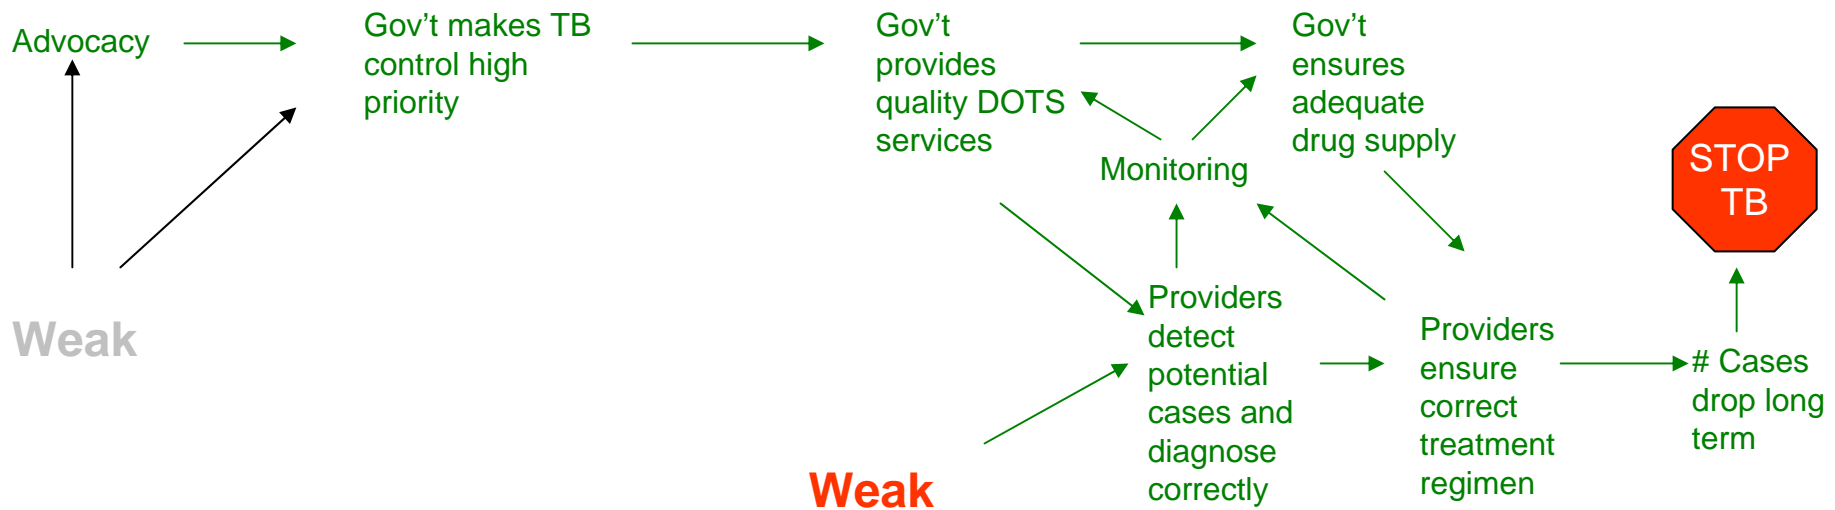 Advocacy
Gov’t makes TB
control high
priority
Gov’t
provides
quality DOTS
services
Gov’t
ensures
adequate
drug supply
Monitoring
STOP
TB
Weak
Weak
Providers
detect
potential
cases and
diagnose
correctly
Providers
ensure
correct
treatment
regimen
# Cases
drop long
term